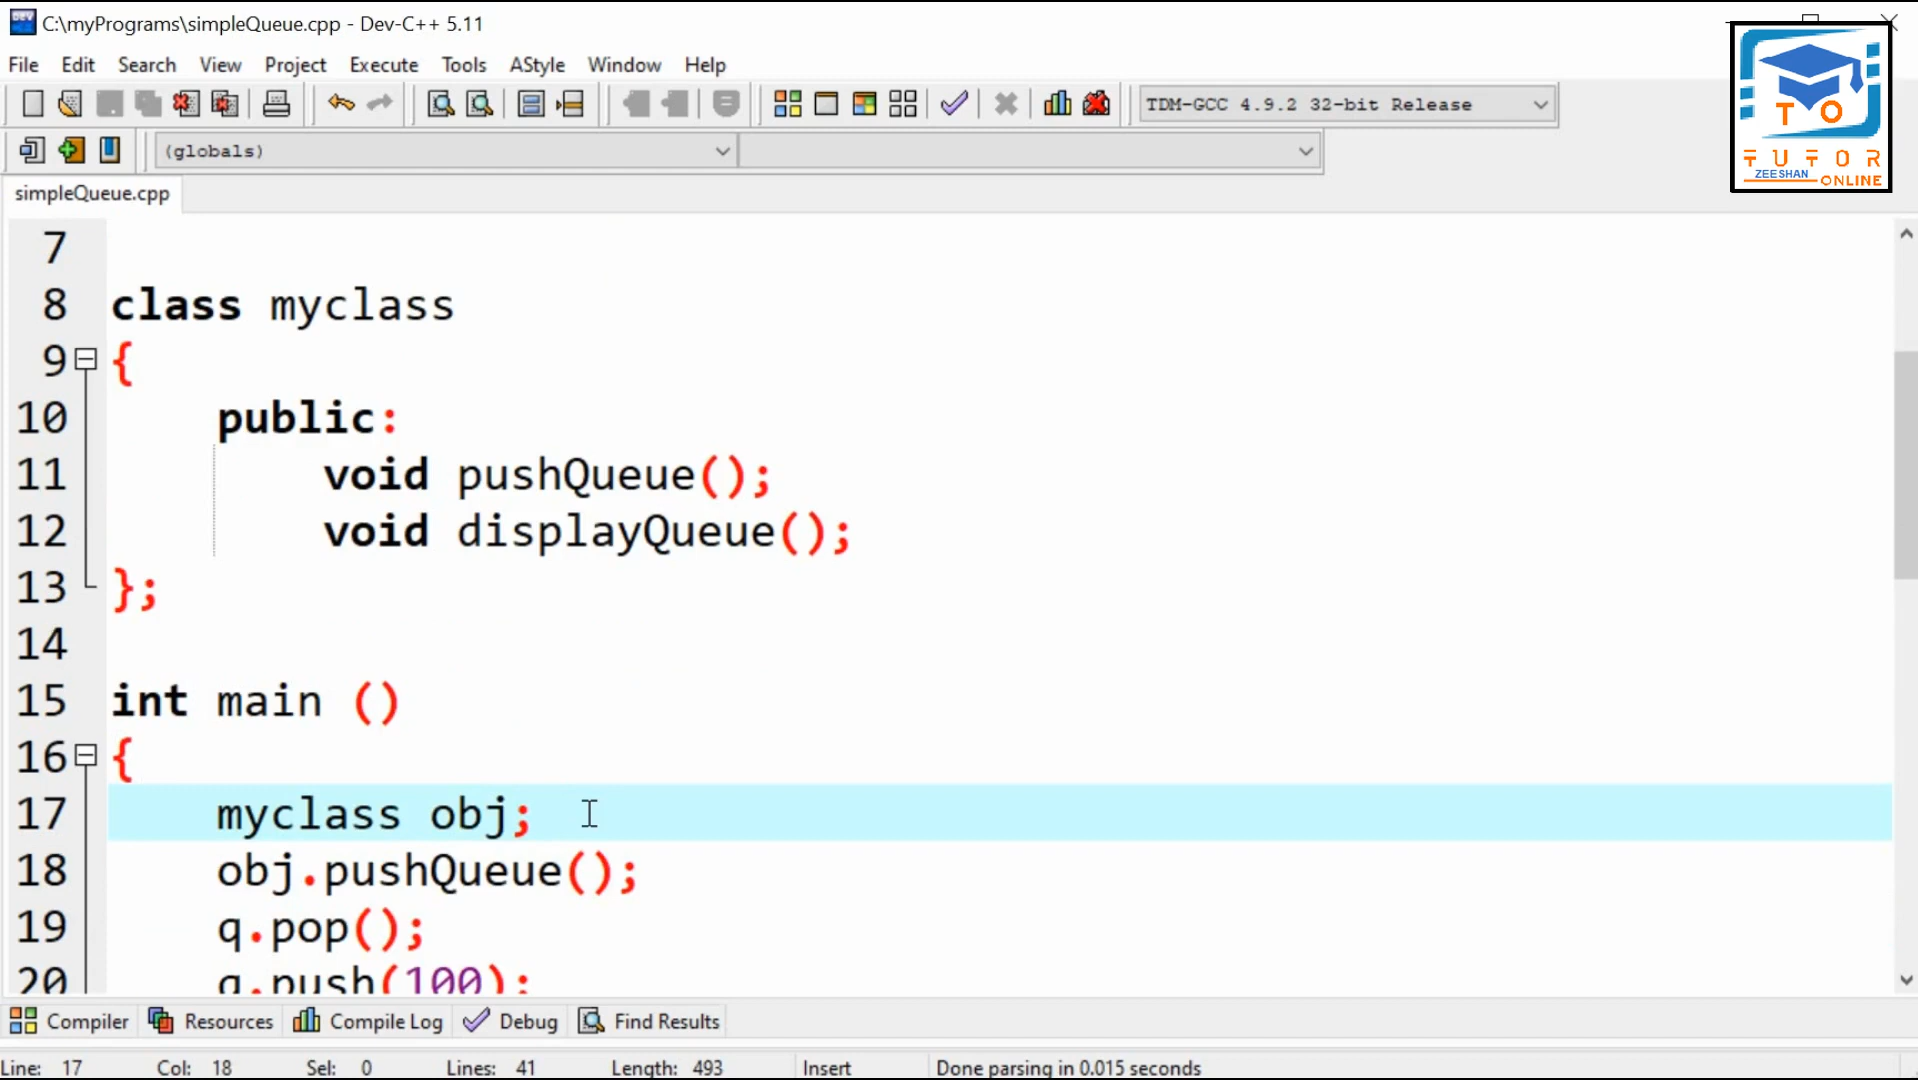 C:\myPrograms\simpleQueue.cpp - Dev-C++ 5.11
File Edit Search View Project Execute Tools AStyle Window Help
TDM-GCC 4.9.2 32-bit Release
(globals)
T O
TUTOR
ZEESHAN ONLINE
simpleQueue.cpp
7
8 class myclass
9 {
10 public:
11 void pushQueue();
12 void displayQueue();
13 };
14
15 int main ()
16 {
17 myclass obj;
18 obj.pushQueue();
19 q.pop();
20 q.push(100);
Compiler Resources Compile Log Debug Find Results
Line: 17 Col: 18 Sel: 0 Lines: 41 Length: 493 Insert Done parsing in 0.015 seconds